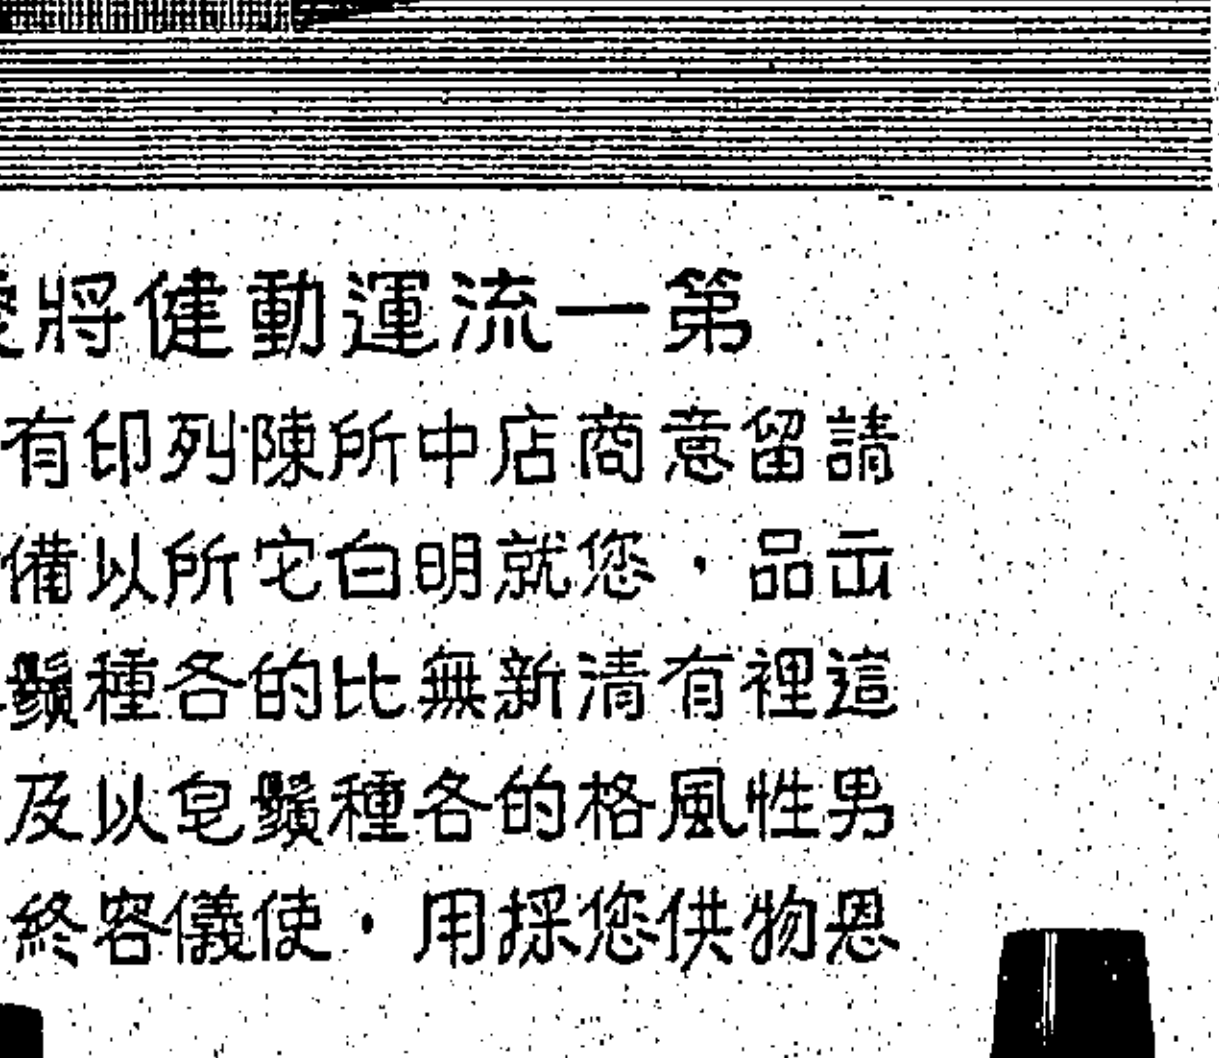 第一流運動健將
請留意商店中所陳列印有
品・您就明白它所以備
這裡有清新無比的各種鬚
男性風格的各種鬚皂以及
恩物供您採用・使儀容終